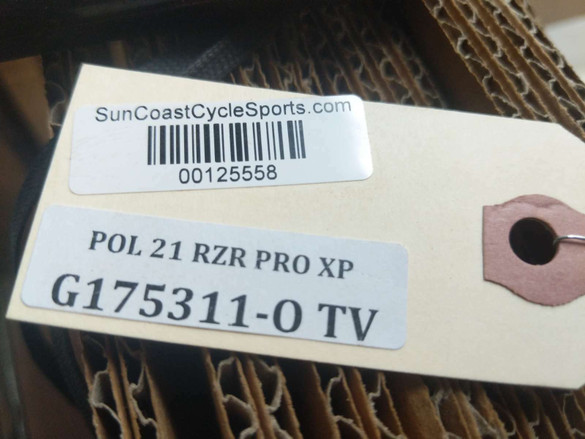 SunCoastCycleSports.com
00125558
POL 21 RZR PRO XP
G175311-O TV